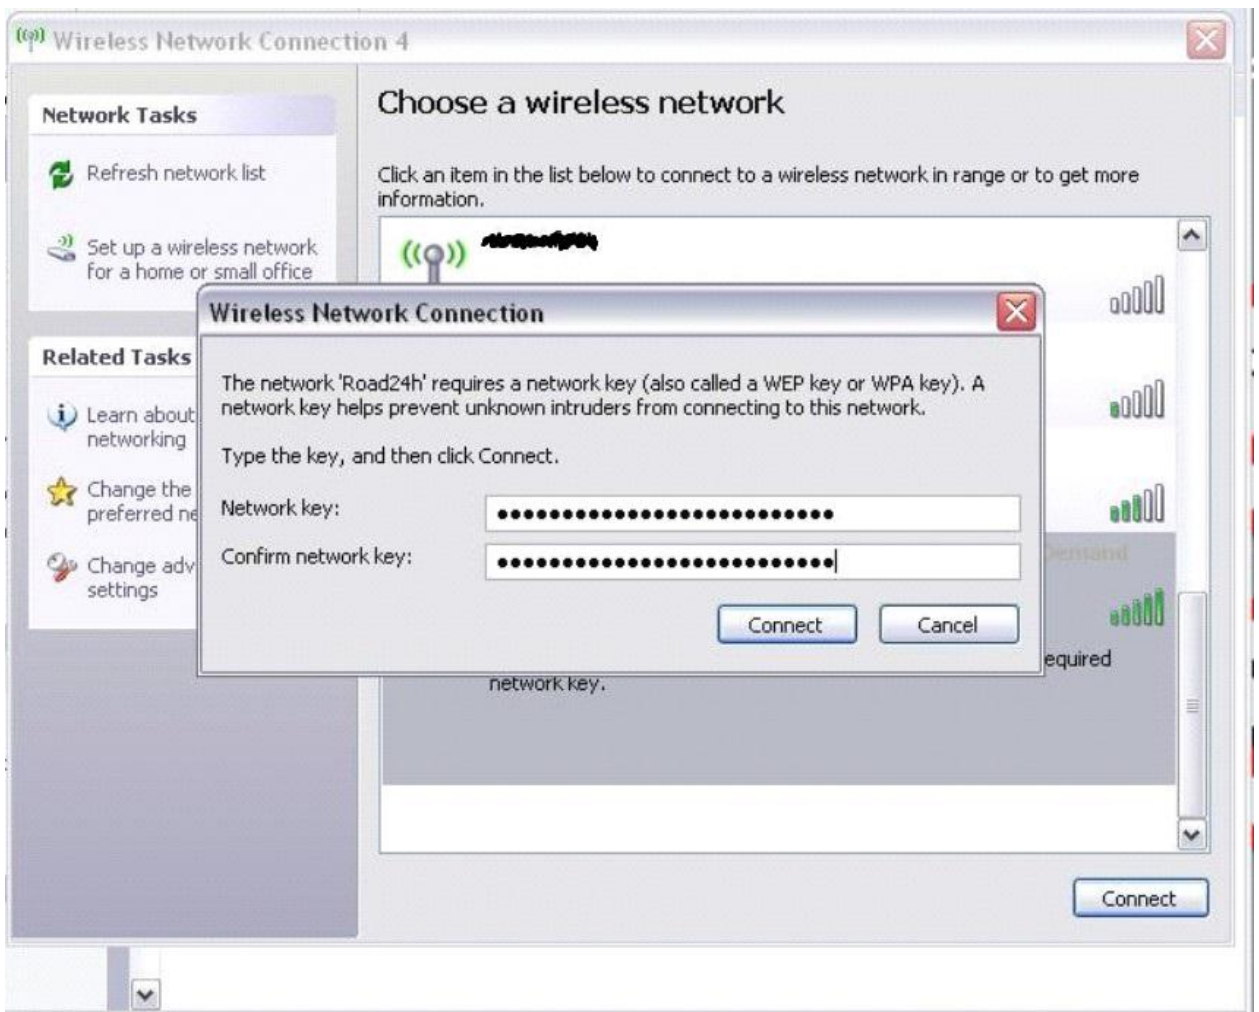 Wireless Network Connection 4
Network Tasks
Refresh network list
Set up a wireless network
for a home or small office
Related Tasks
Learn about
networking
Change the
preferred ne
Change adv
settings
Choose a wireless network
Click an item in the list below to connect to a wireless network in range or to get more
information.
Wireless Network Connection
The network 'Road24h' requires a network key (also called a WEP key or WPA key). A
network key helps prevent unknown intruders from connecting to this network.
Type the key, and then click Connect.
Network key:
Confirm network key:
Connect
Cancel
Demand
equired
network key.
Connect